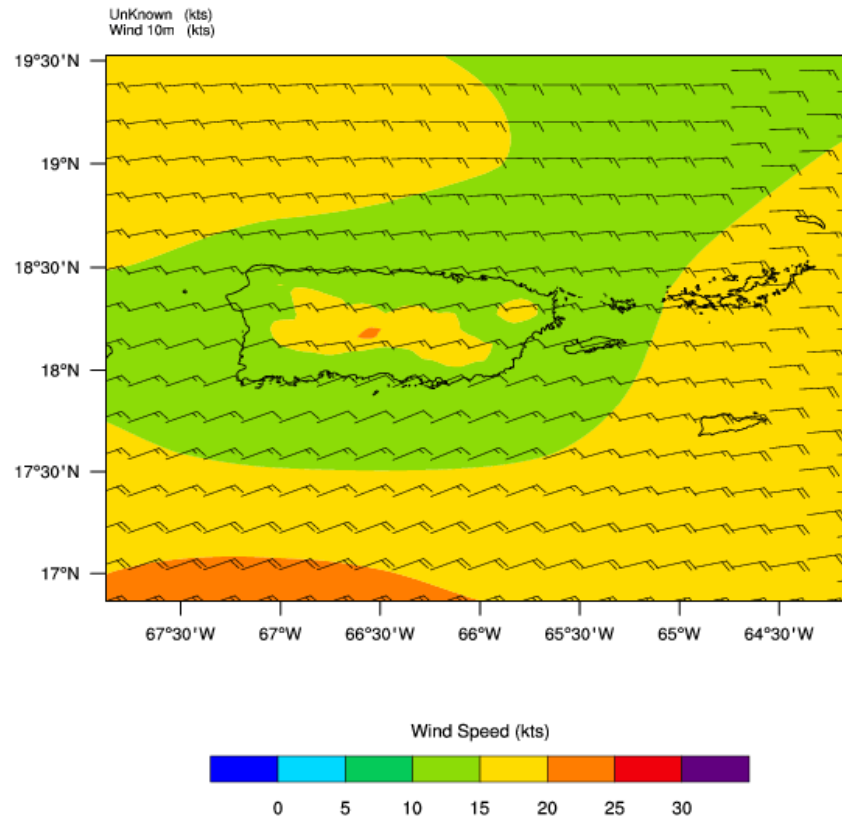 UnKnown (kts)
Wind 10m (kts)
19°30'N
19°N
18°30'N
18°N
17°30'N
17°N
67°30'W 67°W 66°30'W 66°W 65°30'W 65°W 64°30'W
Wind Speed (kts)
0 5 10 15 20 25 30